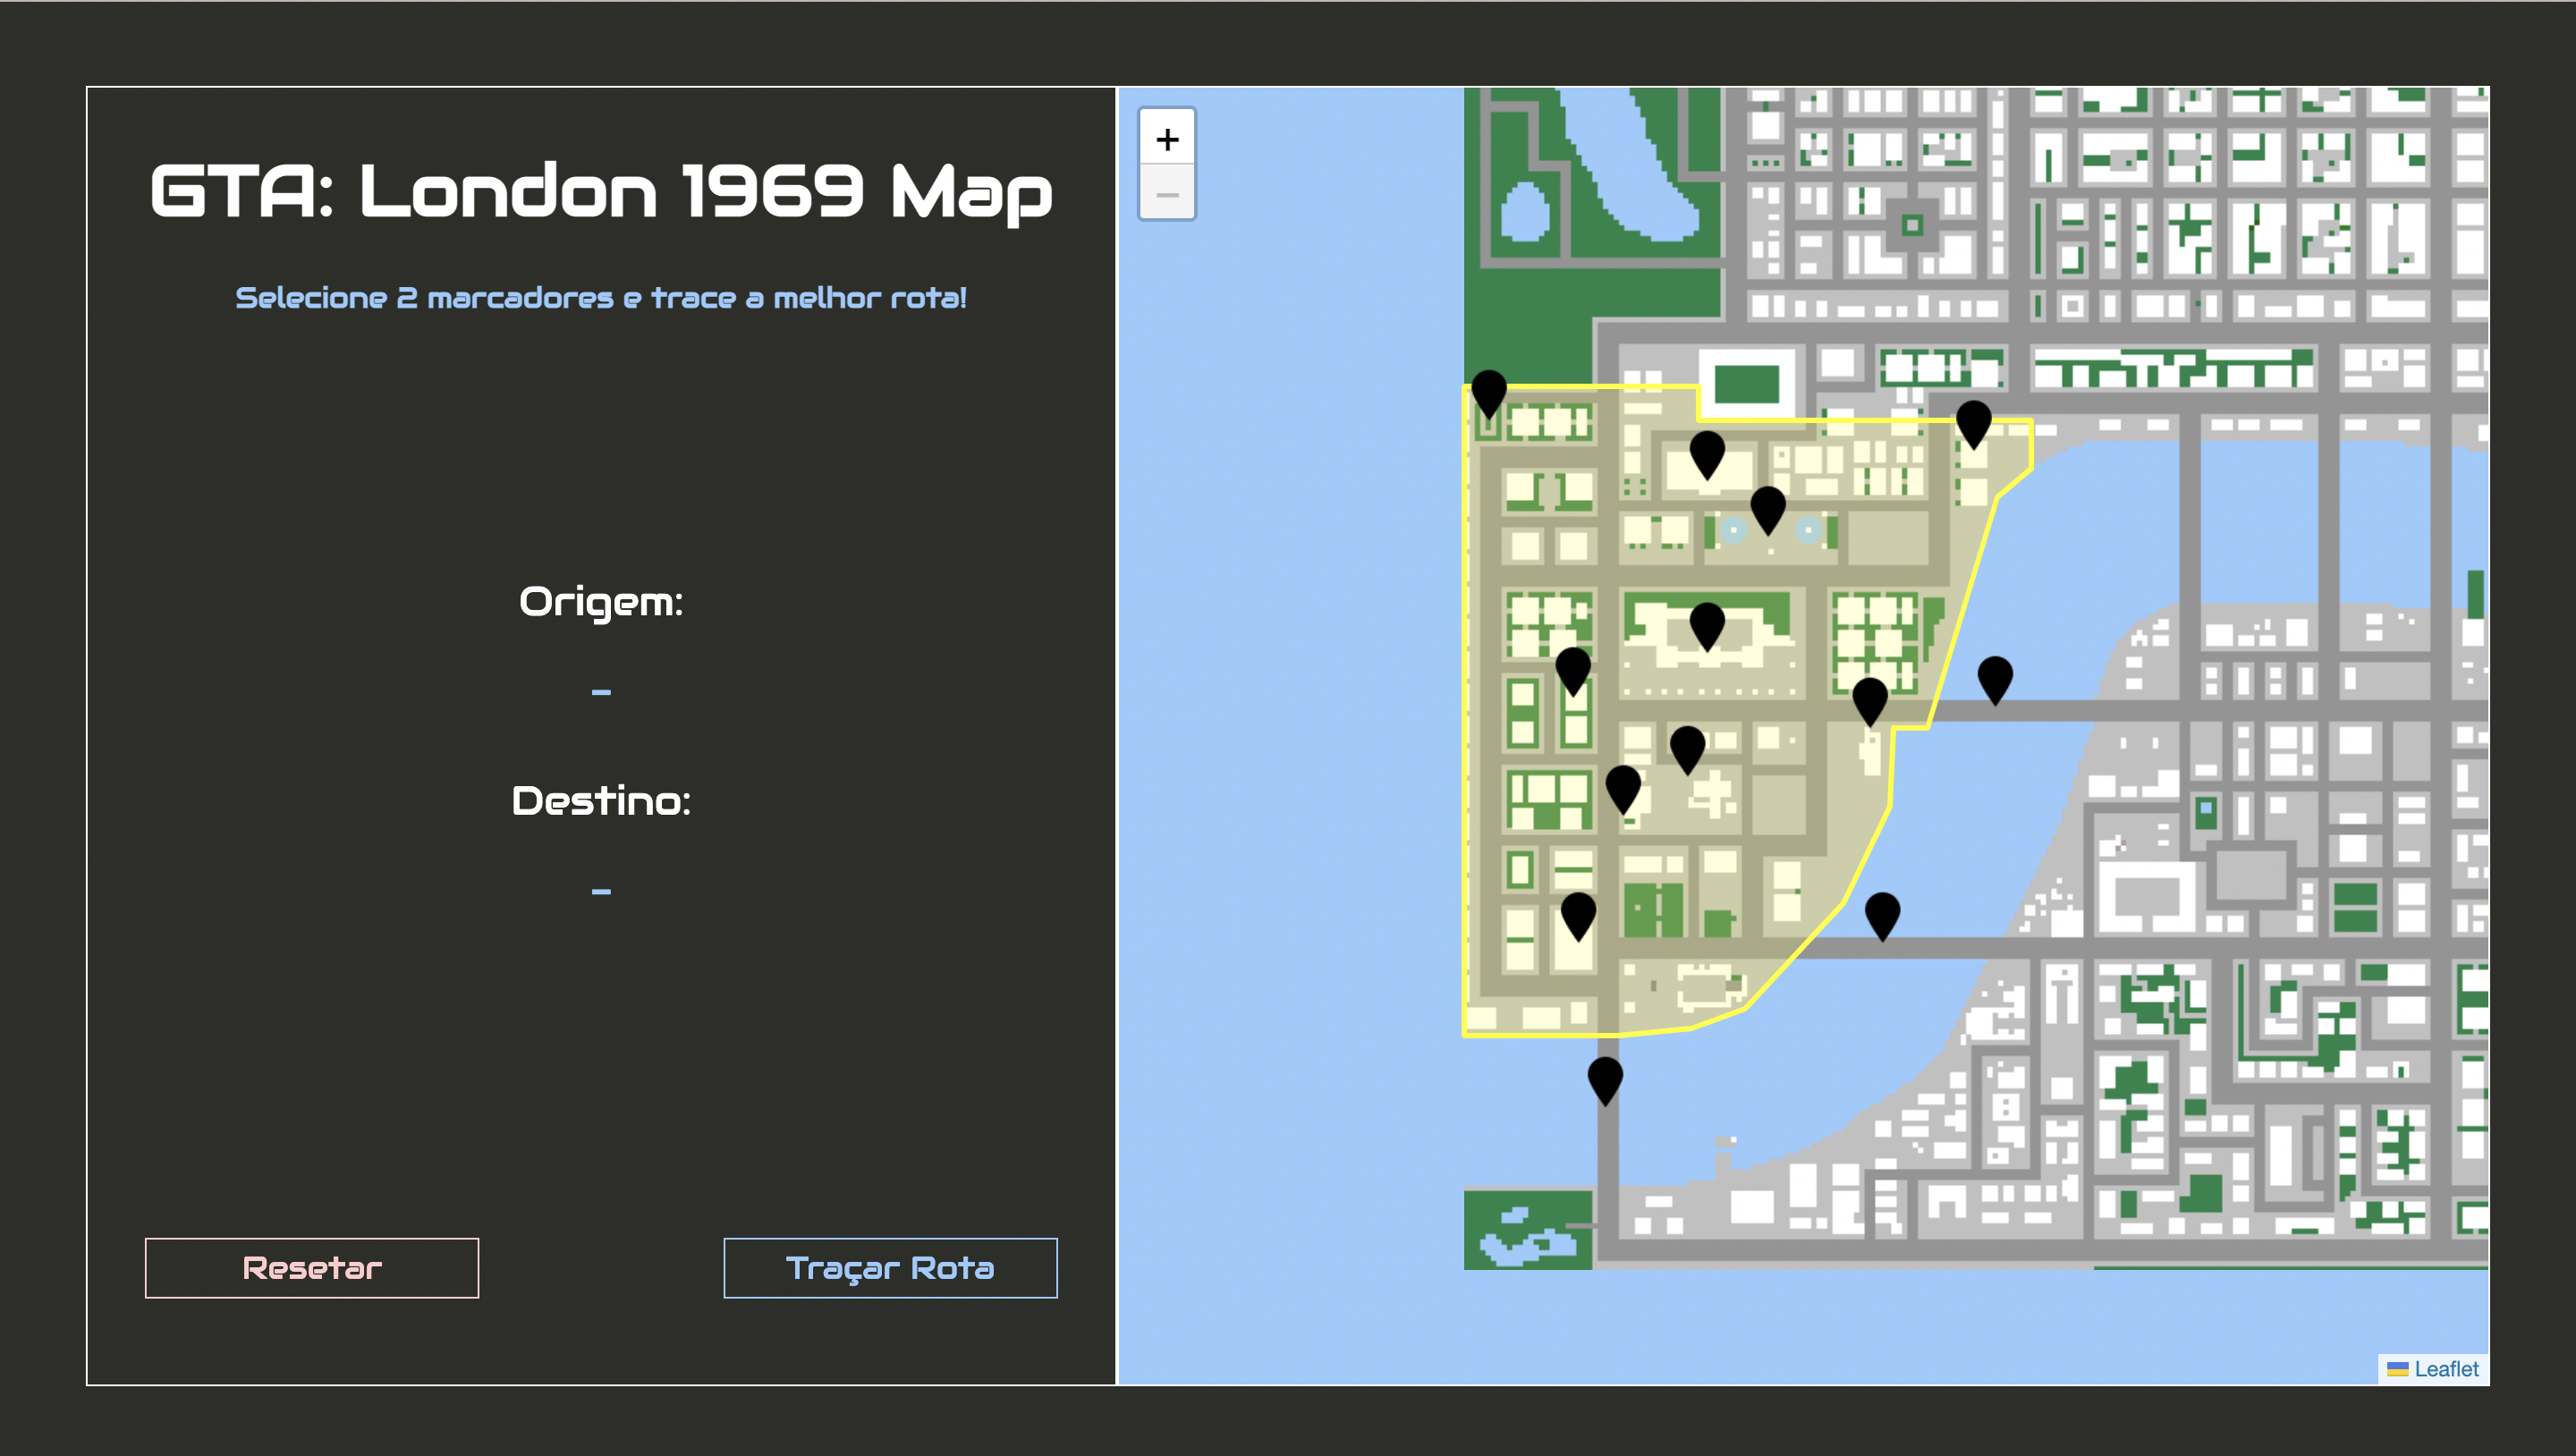 GTA: London 1969 Map
Selecione 2 marcadores e trace a melhor rota!
Origem:
-
Destino:
-
Resetar
Traçar Rota
+
−
Leaflet